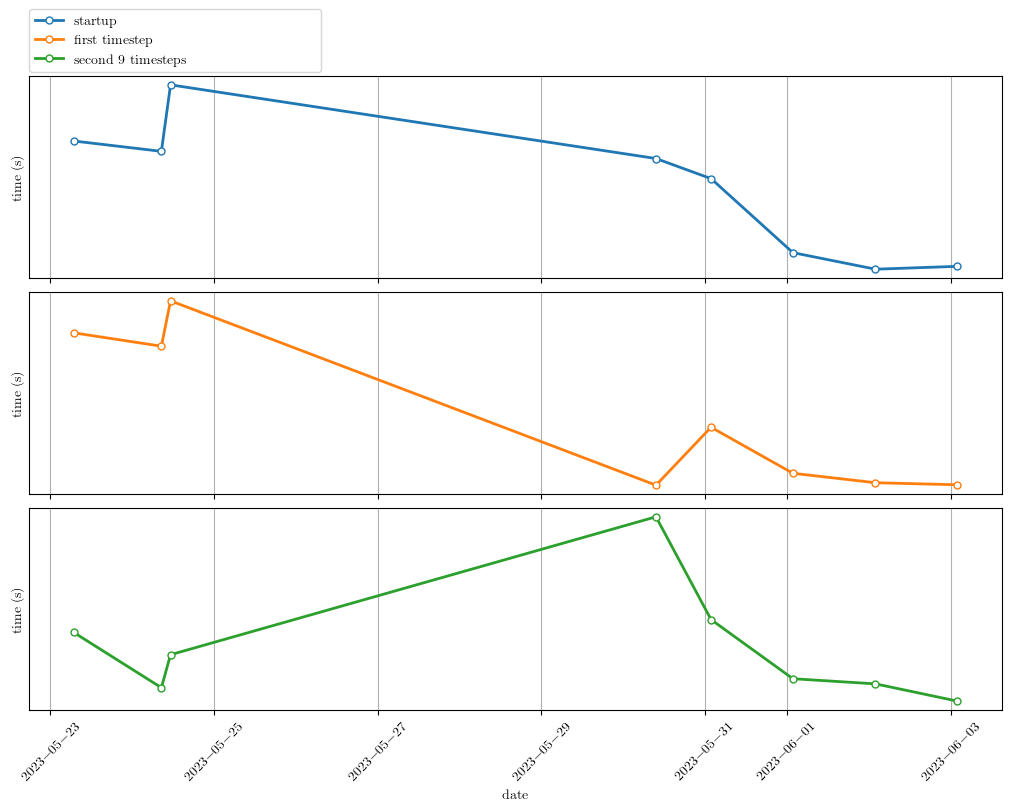 startup
first timestep
second 9 timesteps
time (s)
time (s)
time (s)
2023−05−23
2023−05−25
2023−05−27
2023−05−29
2023−05−31
2023−06−01
2023−06−03
date